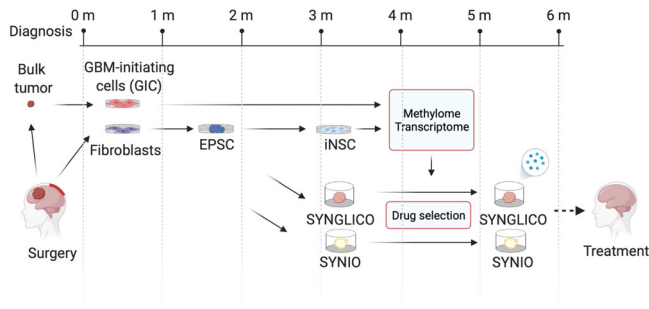 0 m 1 m 2 m 3 m 4 m 5 m 6 m
Diagnosis
Bulk
tumor
GBM-initiating
cells (GIC)
Fibroblasts
EPSC
iNSC
Methylome
Transcriptome
Surgery
SYNGLICO
Drug selection
SYNGLICO
SYNIO
SYNIO
Treatment